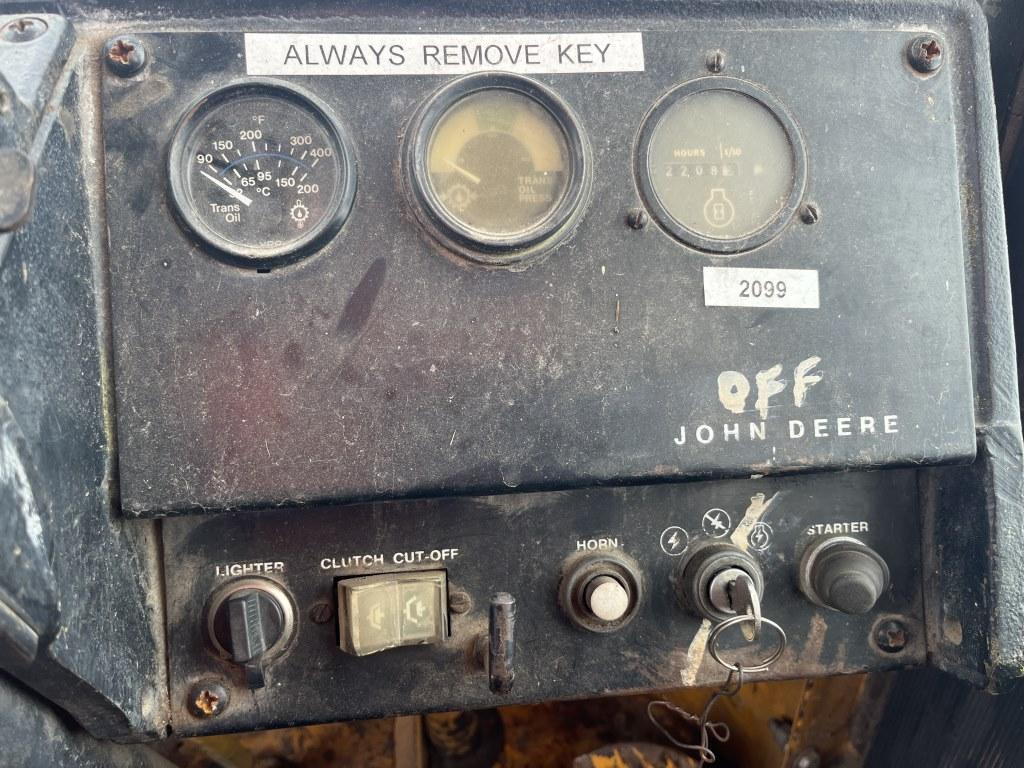 ALWAYS REMOVE KEY
°F
90 150 200 300 400
65 95 150 200
°C
Trans
Oil
TRANS
OIL
PRESS
HOURS 1/10
2208
2099
OFF
JOHN DEERE
LIGHTER
CLUTCH CUT-OFF
HORN
STARTER